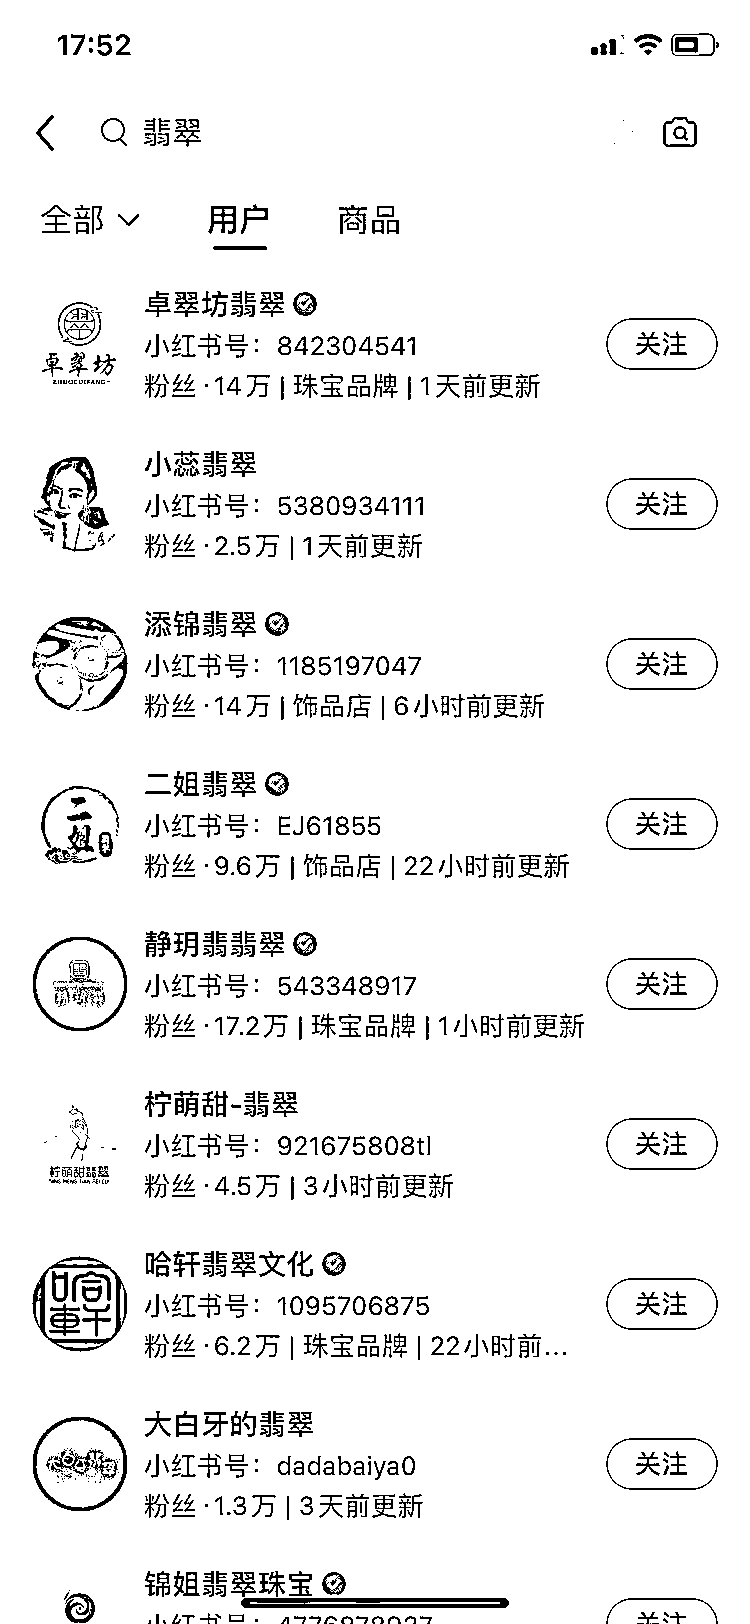 17:52
翡翠
全部 用户 商品
卓翠坊翡翠
小红书号：842304541
粉丝·14万 | 珠宝品牌 | 1天前更新
关注
卓翠坊
小蕊翡翠
小红书号：5380934111
粉丝·2.5万 | 1天前更新
关注
添锦翡翠
小红书号：1185197047
粉丝·14万 | 饰品店 | 6小时前更新
关注
二姐翡翠
小红书号：EJ61855
粉丝·9.6万 | 饰品店 | 22小时前更新
关注
二姐
静玥翡翡翠
小红书号：543348917
粉丝·17.2万 | 珠宝品牌 | 1小时前更新
关注
柠萌甜-翡翠
小红书号：921675808tl
粉丝·4.5万 | 3小时前更新
关注
柠萌甜翡翠
哈轩翡翠文化
小红书号：1095706875
粉丝·6.2万 | 珠宝品牌 | 22小时前...
关注
大白牙的翡翠
小红书号：dadabaiya0
粉丝·1.3万 | 3天前更新
关注
锦姐翡翠珠宝